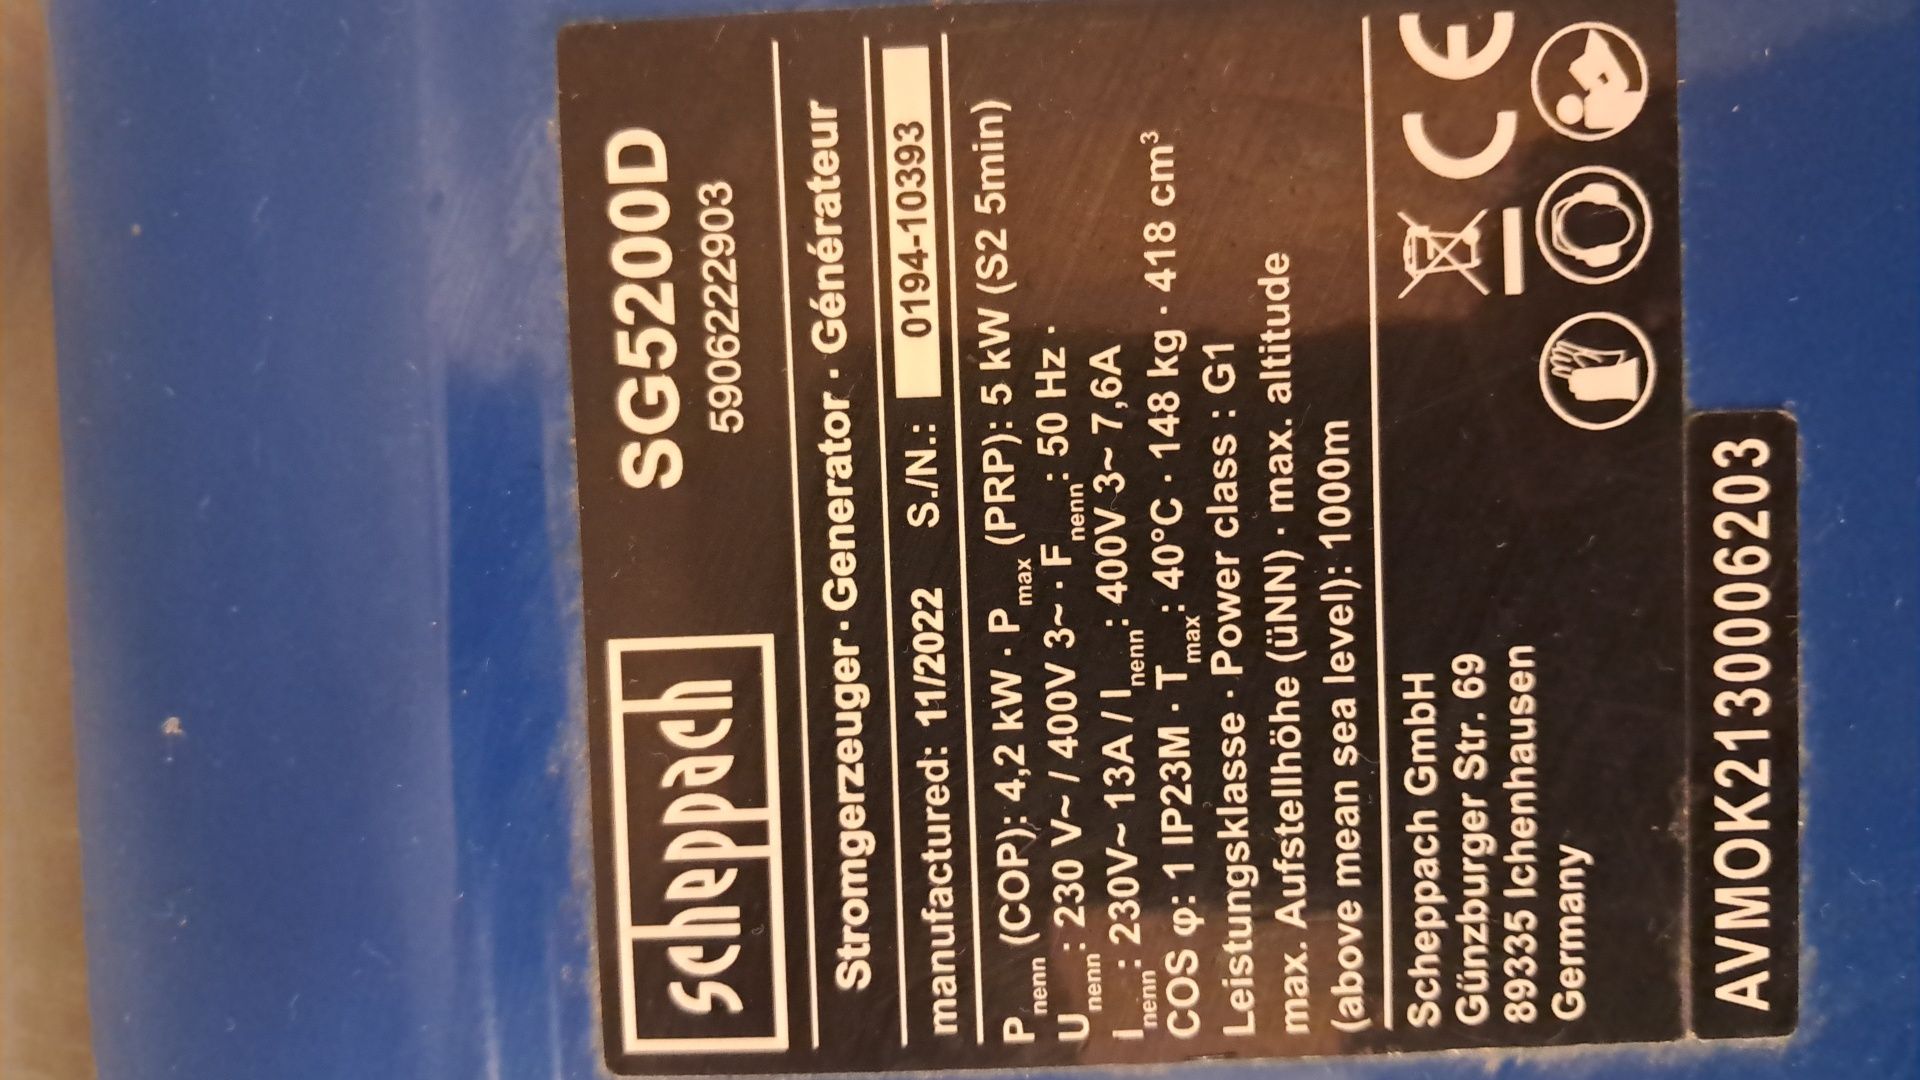 scheppach
SG5200D
5906222903
Stromgerzeuger · Generator · Générateur
manufactured: 11/2022 S./N.: 0194-10393
Pnenn (COP): 4,2 kW · Pmax (PRP): 5 kW (S2 5min)
Unenn : 230 V~ / 400V 3~ · Fnenn : 50 Hz ·
Inenn : 230V~ 13A / Inenn : 400V 3~ 7,6A
COS φ: 1 IP23M · Tmax : 40°C · 148 kg · 418 cm³
Leistungsklasse · Power class : G1
max. Aufstellhöhe (üNN) · max. altitude
(above mean sea level): 1000m
Scheppach GmbH
Günzburger Str. 69
89335 Ichenhausen
Germany
CE
AVMOK2130006203